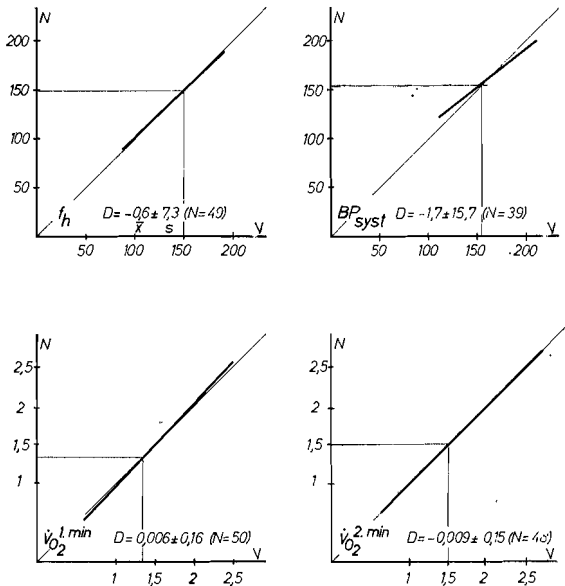 N
200
150
100
50
f_h D = -0,6 ± 7,3 (N=49) V
x̄ s
50 100 150 200
N
200
150
100
50
BP_syst D = -1,7 ± 15,7 (N=39) V
100 150 200
N
2,5
2
1,5
1
V̇_O2 1. min D = 0,006 ± 0,16 (N=50) V
1 1,5 2 2,5
N
2,5
2
1,5
1
V̇_O2 2. min D = -0,009 ± 0,15 (N=48) V
1 1,5 2 2,5